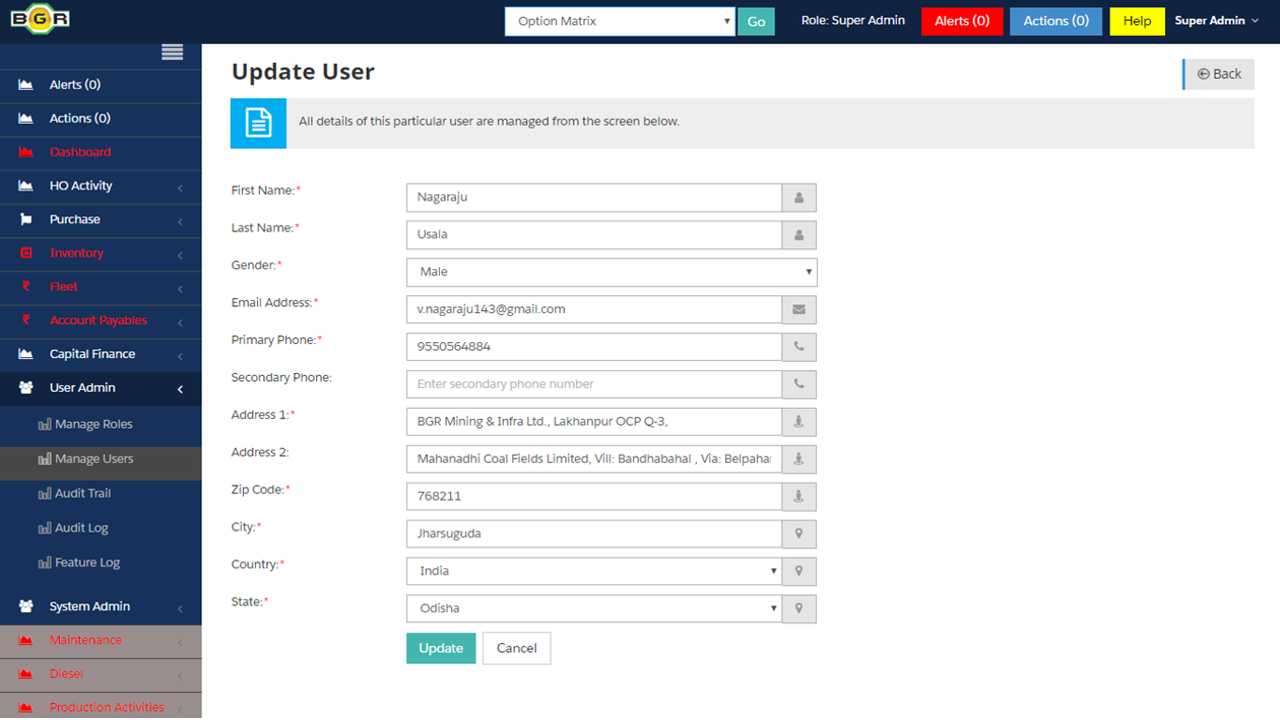 BGR
Option Matrix
Go
Role: Super Admin
Alerts (0)
Actions (0)
Help
Super Admin
Alerts (0)
Actions (0)
Dashboard
HO Activity
Purchase
Inventory
Fleet
Account Payables
Capital Finance
User Admin
Manage Roles
Manage Users
Audit Trail
Audit Log
Feature Log
System Admin
Maintenance
Diesel
Production Activities
Update User
Back
All details of this particular user are managed from the screen below.
First Name:*
Nagaraju
Last Name:*
Usala
Gender:*
Male
Email Address:*
v.nagaraju143@gmail.com
Primary Phone:*
9550564884
Secondary Phone:
Enter secondary phone number
Address 1:*
BGR Mining & Infra Ltd., Lakhanpur OCP Q-3,
Address 2:
Mahanadhi Coal Fields Limited, Vill: Bandhabahal , Via: Belpahar
Zip Code:*
768211
City:*
Jharsuguda
Country:*
India
State:*
Odisha
Update
Cancel